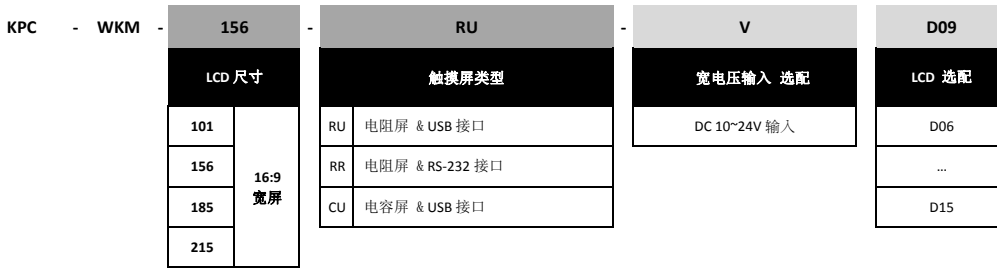 KPC - WKM - 156 - RU - V D09
LCD 尺寸 触摸屏类型 宽电压输入 选配 LCD 选配
101 RU 电阻屏 & USB 接口 DC 10~24V 输入 D06
156 RR 电阻屏 & RS-232 接口 ...
16:9
宽屏
185 CU 电容屏 & USB 接口 D15
215